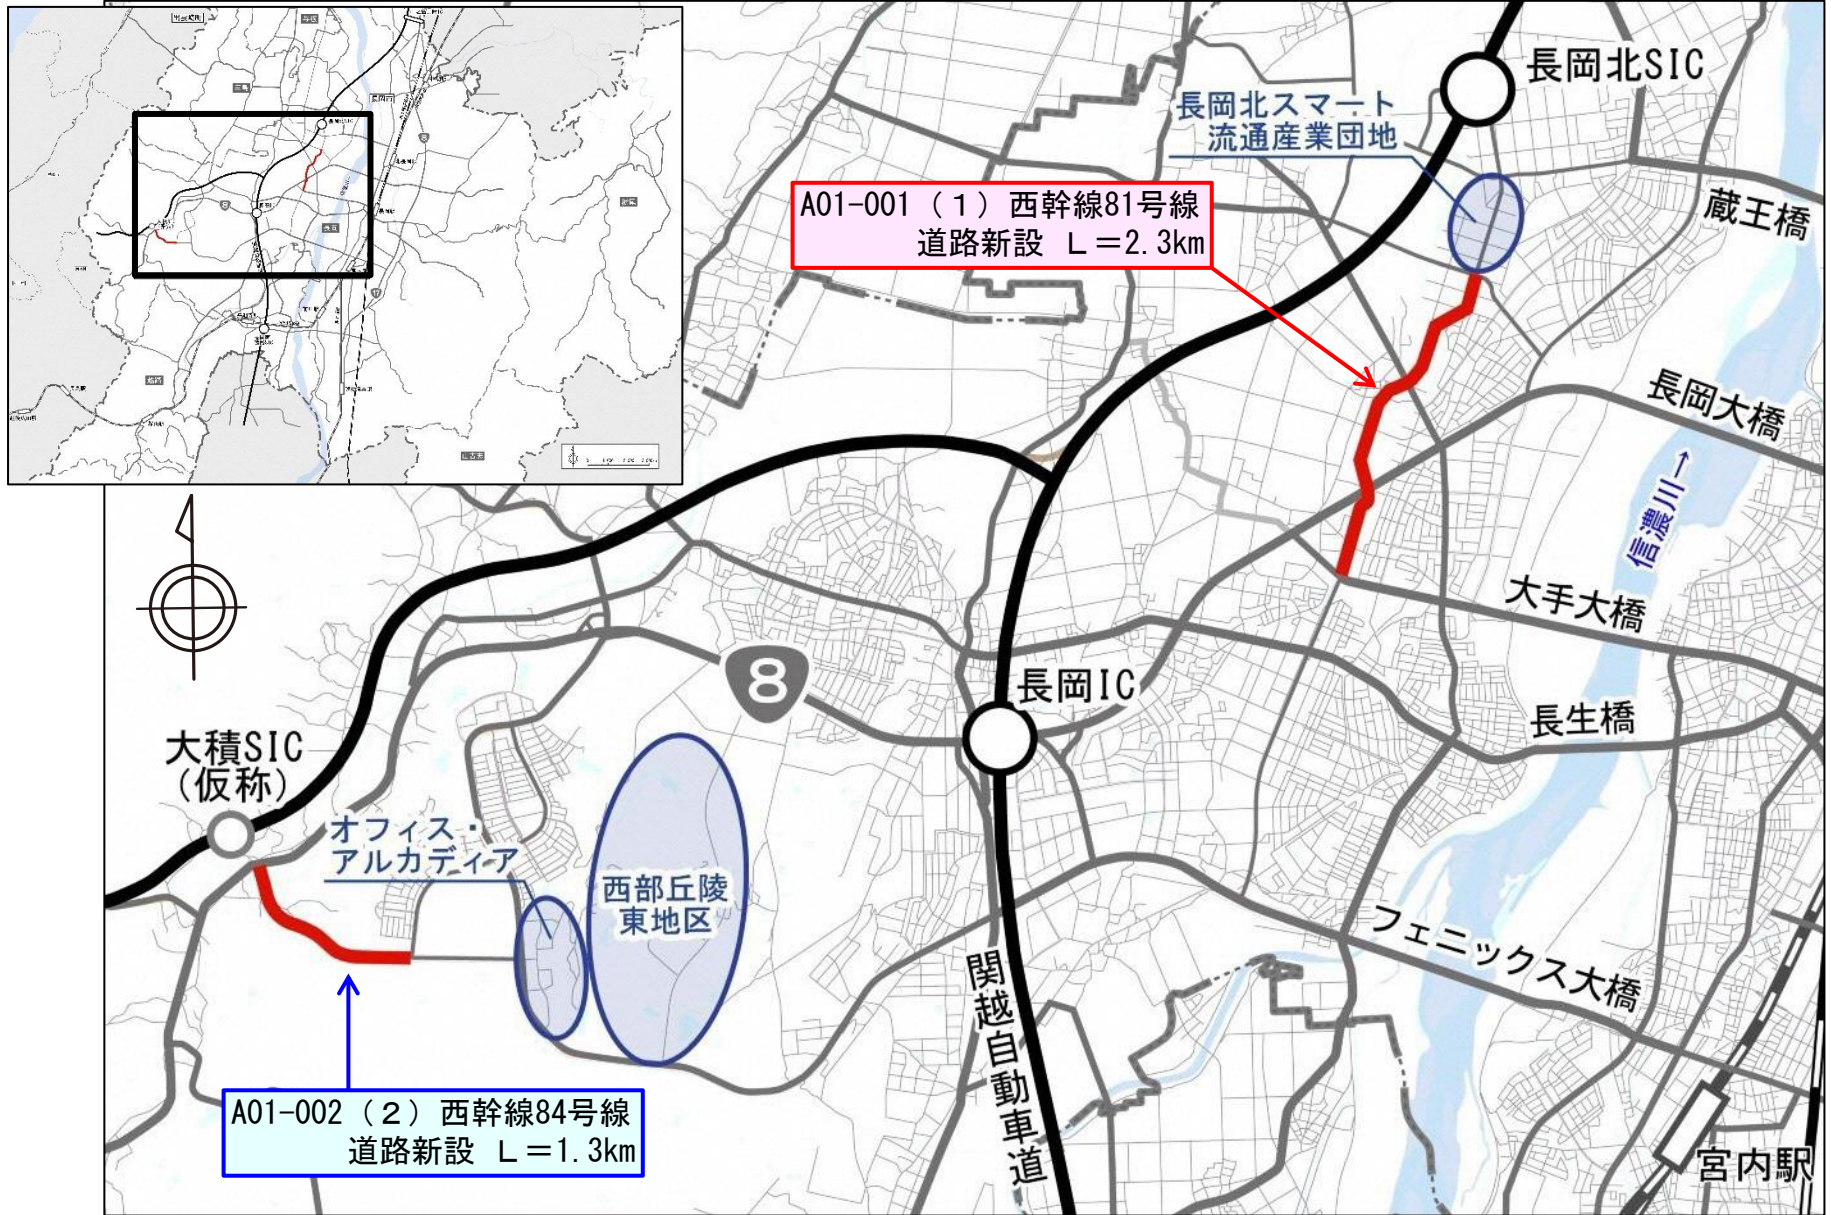 長岡北SIC
長岡北スマート
流通産業団地
A01-001（1）西幹線81号線
道路新設 L＝2.3km
蔵王橋
長岡大橋
信濃川→
大手大橋
8
長岡IC
長生橋
大積SIC
（仮称）
オフィス・
アルカディア
西部丘陵
東地区
フェニックス大橋
関越自動車道
A01-002（2）西幹線84号線
道路新設 L＝1.3km
宮内駅